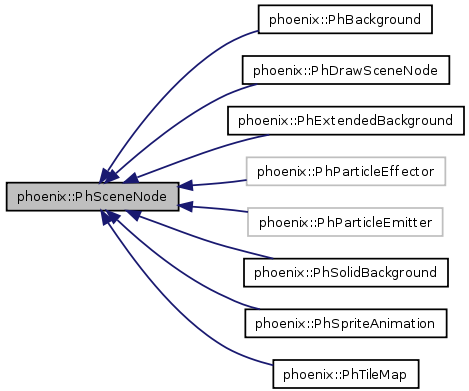 phoenix::PhBackground
phoenix::PhDrawSceneNode
phoenix::PhExtendedBackground
phoenix::PhParticleEffector
phoenix::PhSceneNode
phoenix::PhParticleEmitter
phoenix::PhSolidBackground
phoenix::PhSpriteAnimation
phoenix::PhTileMap